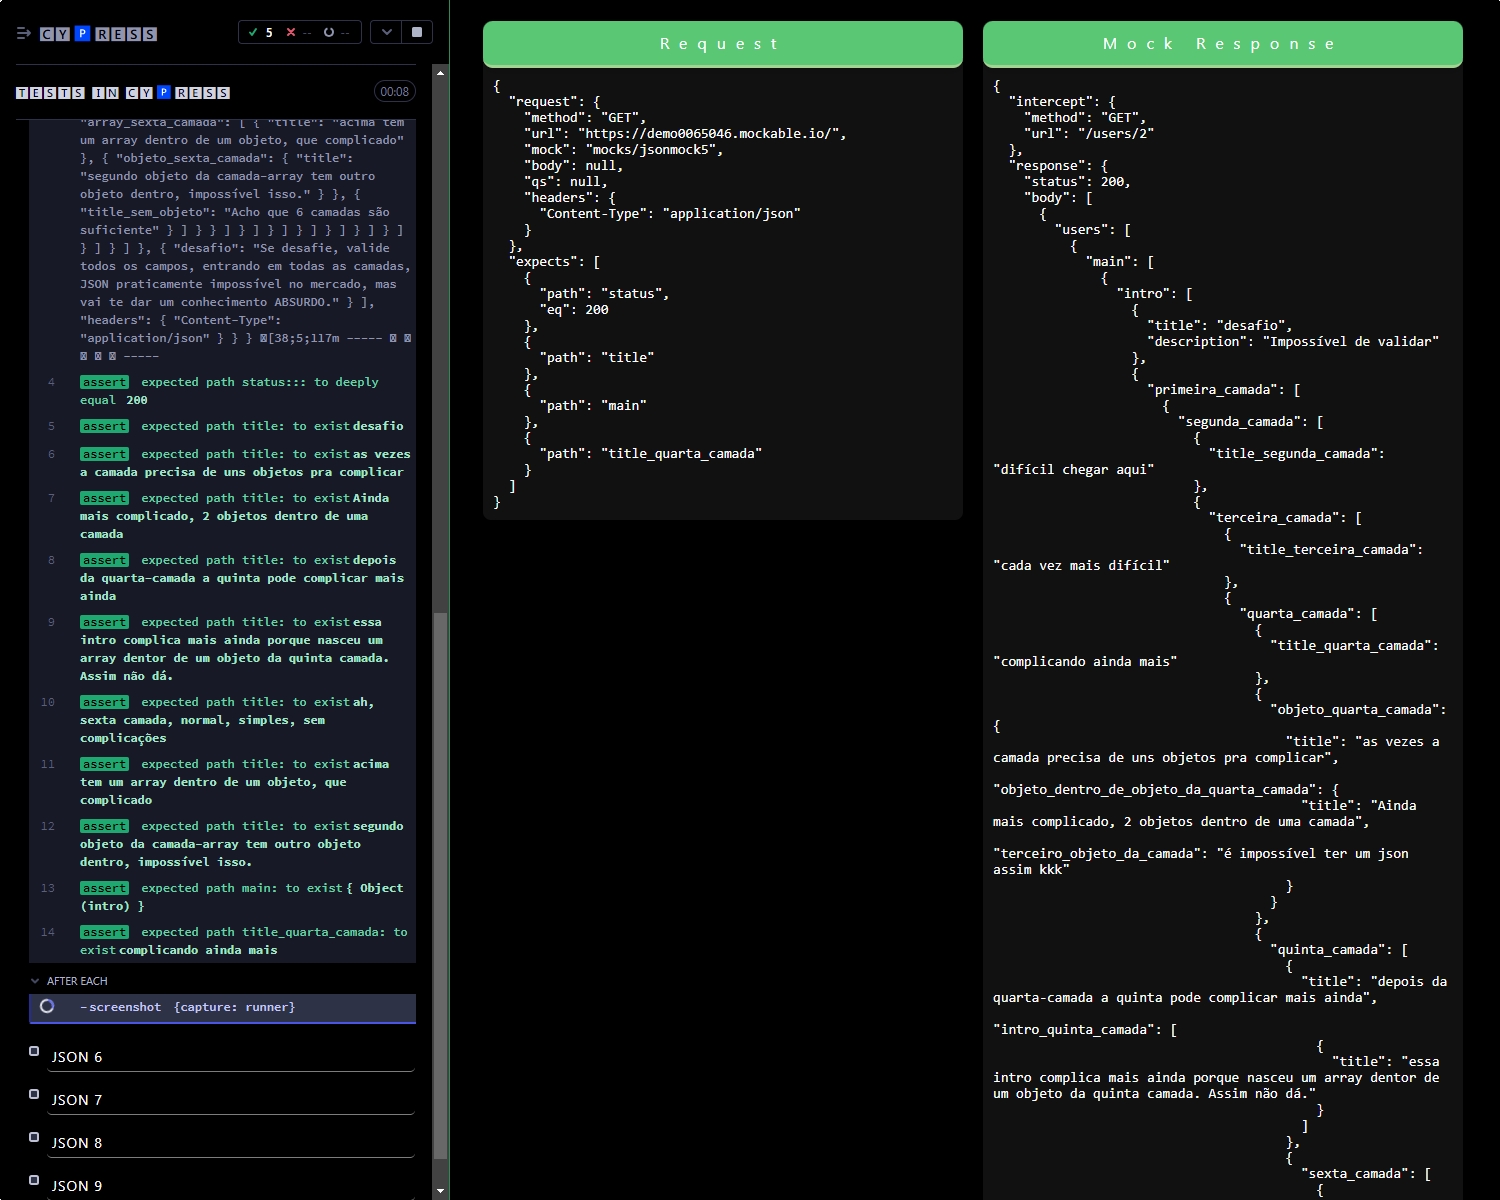 CYPRESS
5 -- --
TESTS IN CYPRESS
00:08
"array_sexta_camada": [ { "title": "acima tem
um array dentro de um objeto, que complicado"
}, { "objeto_sexta_camada": { "title":
"segundo objeto da camada-array tem outro
objeto dentro, impossível isso." } }, {
"title_sem_objeto": "Acho que 6 camadas são
suficiente" } ] } } ] } ] } ] } ] } ] } ] }
} ] } ] }, { "desafio": "Se desafie, valide
todos os campos, entrando em todas as camadas,
JSON praticamente impossível no mercado, mas
vai te dar um conhecimento ABSURDO." } ],
"headers": { "Content-Type":
"application/json" } } } [38;5;117m -----
-----
4 assert expected path status::: to deeply
equal 200
5 assert expected path title: to exist desafio
6 assert expected path title: to exist as vezes
a camada precisa de uns objetos pra complicar
7 assert expected path title: to exist Ainda
mais complicado, 2 objetos dentro de uma
camada
8 assert expected path title: to exist depois
da quarta-camada a quinta pode complicar mais
ainda
9 assert expected path title: to exist essa
intro complica mais ainda porque nasceu um
array dentor de um objeto da quinta camada.
Assim não dá.
10 assert expected path title: to exist ah,
sexta camada, normal, simples, sem
complicações
11 assert expected path title: to exist acima
tem um array dentro de um objeto, que
complicado
12 assert expected path title: to exist segundo
objeto da camada-array tem outro objeto
dentro, impossível isso.
13 assert expected path main: to exist { Object
(intro) }
14 assert expected path title_quarta_camada: to
exist complicando ainda mais
AFTER EACH
-screenshot {capture: runner}
JSON 6
JSON 7
JSON 8
JSON 9
Request
{
"request": {
"method": "GET",
"url": "https://demo0065046.mockable.io/",
"mock": "mocks/jsonmock5",
"body": null,
"qs": null,
"headers": {
"Content-Type": "application/json"
}
},
"expects": [
{
"path": "status",
"eq": 200
},
{
"path": "title"
},
{
"path": "main"
},
{
"path": "title_quarta_camada"
}
]
}
Mock Response
{
"intercept": {
"method": "GET",
"url": "/users/2"
},
"response": {
"status": 200,
"body": [
{
"users": [
{
"main": [
{
"intro": [
{
"title": "desafio",
"description": "Impossível de validar"
},
{
"primeira_camada": [
{
"segunda_camada": [
{
"title_segunda_camada":
"difícil chegar aqui"
},
{
"terceira_camada": [
{
"title_terceira_camada":
"cada vez mais difícil"
},
{
"quarta_camada": [
{
"title_quarta_camada":
"complicando ainda mais"
},
{
"objeto_quarta_camada":
{
"title": "as vezes a
camada precisa de uns objetos pra complicar",
"objeto_dentro_de_objeto_da_quarta_camada": {
"title": "Ainda
mais complicado, 2 objetos dentro de uma camada",
"terceiro_objeto_da_camada": "é impossível ter um json
assim kkk"
}
}
},
{
"quinta_camada": [
{
"title": "depois da
quarta-camada a quinta pode complicar mais ainda",
"intro_quinta_camada": [
{
"title": "essa
intro complica mais ainda porque nasceu um array dentor de
um objeto da quinta camada. Assim não dá."
}
]
},
{
"sexta_camada": [
{